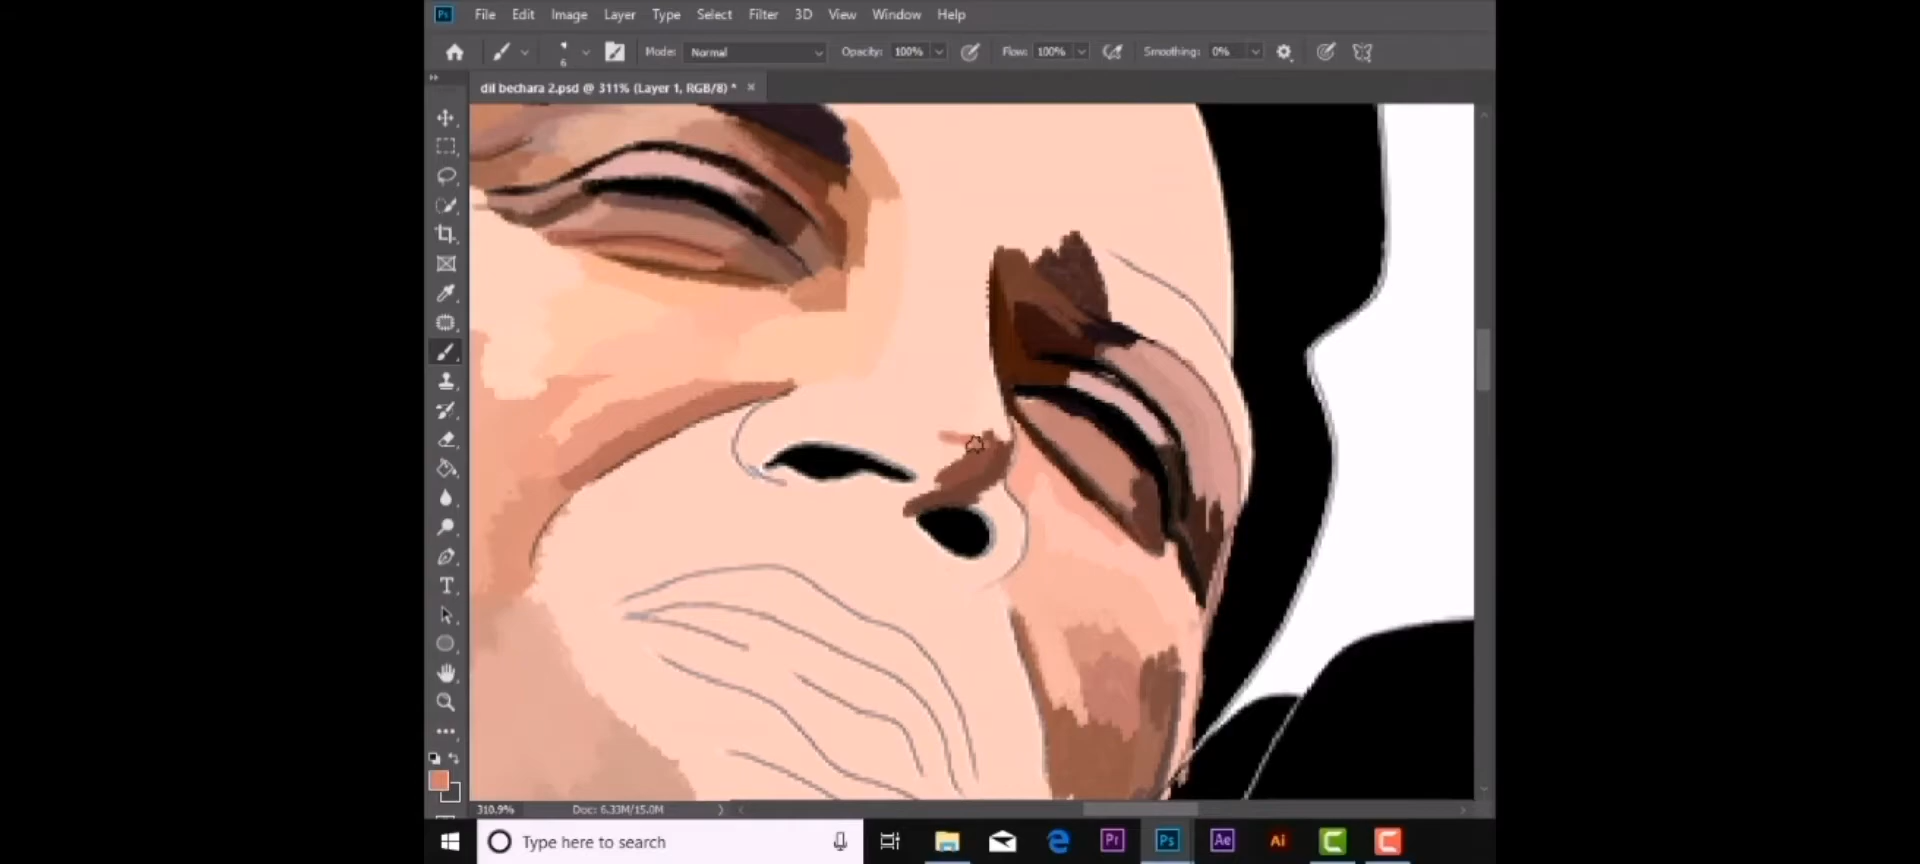 Ps File Edit Image Layer Type Select Filter 3D View Window Help
6 Mode: Normal Opacity: 100% Flow: 100% Smoothing: 0%
dil bechara 2.psd @ 311% (Layer 1, RGB/8) *
T
310.9% Doc: 6.33M/15.0M
Type here to search Pr Ps Ae Ai